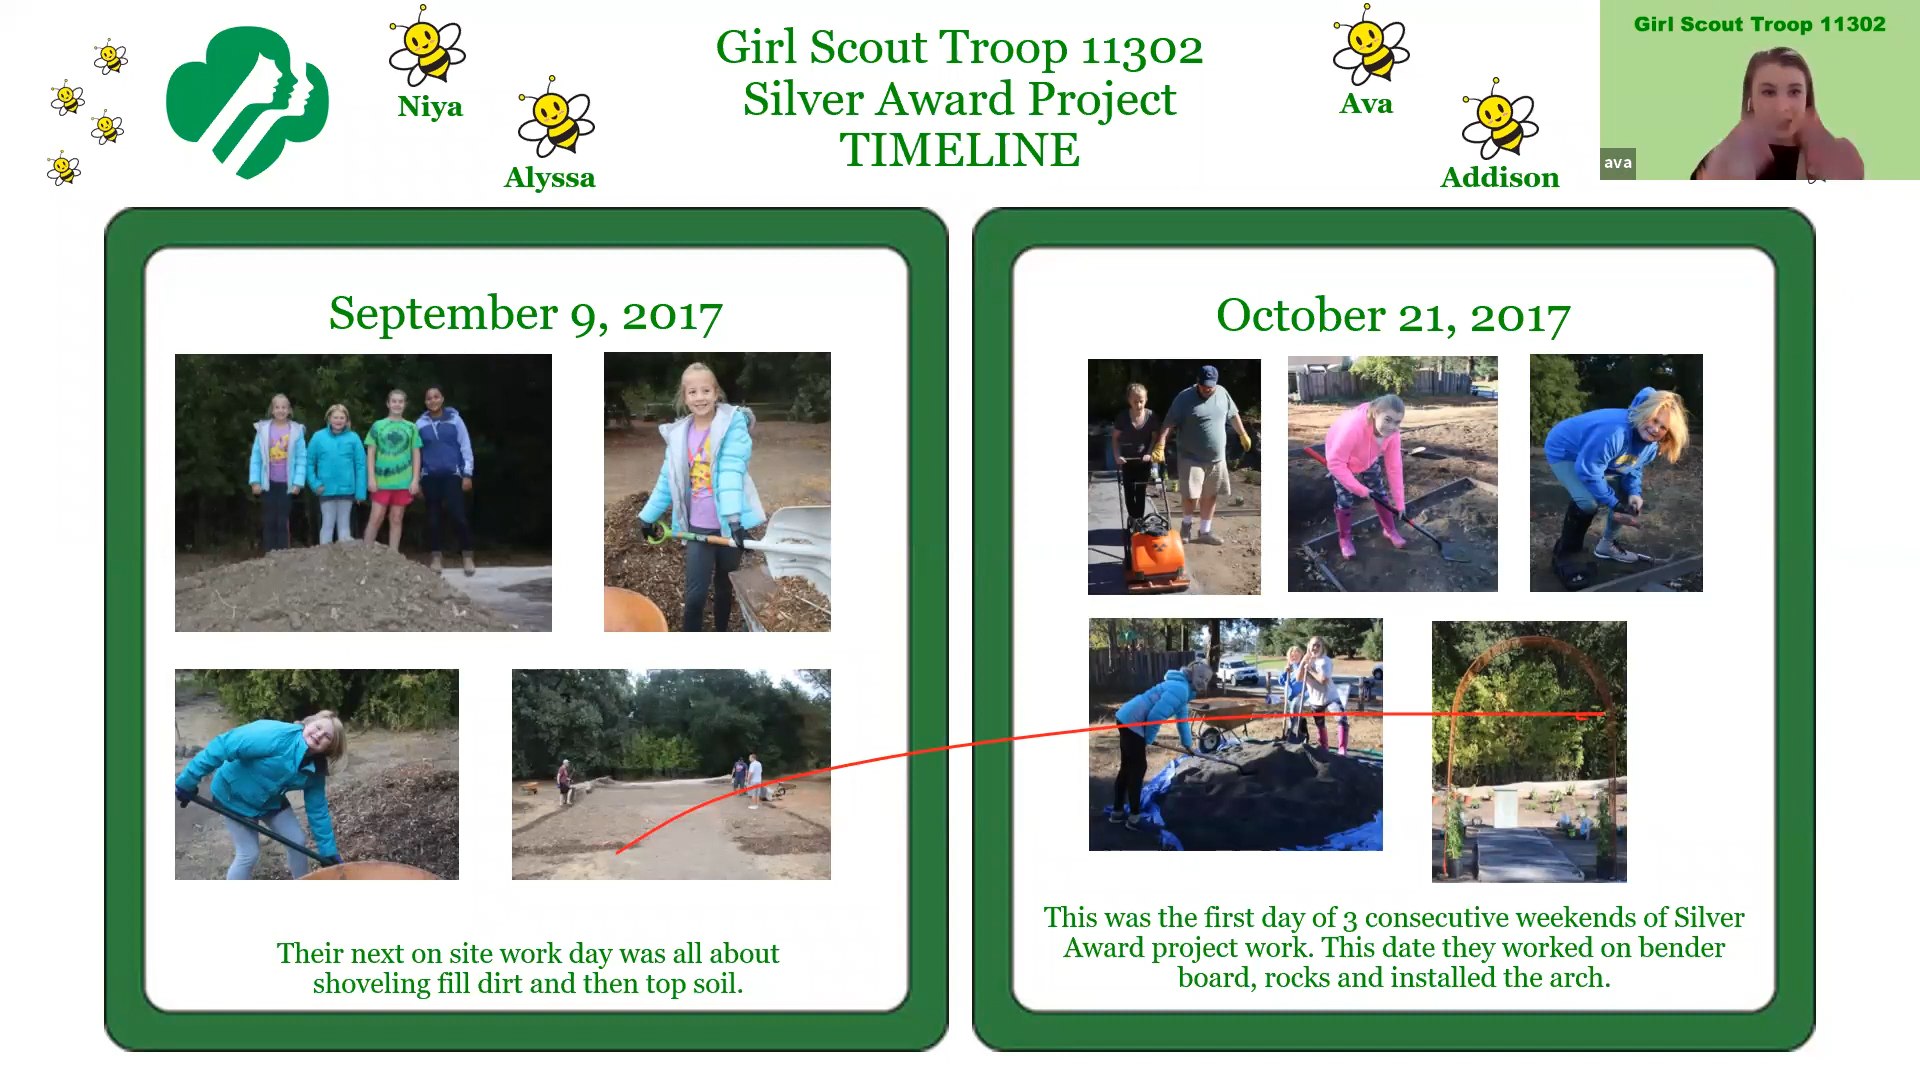 Girl Scout Troop 11302
Silver Award Project
TIMELINE
Niya
Alyssa
Ava
Addison
Girl Scout Troop 11302
ava
September 9, 2017
Their next on site work day was all about
shoveling fill dirt and then top soil.
October 21, 2017
This was the first day of 3 consecutive weekends of Silver
Award project work. This date they worked on bender
board, rocks and installed the arch.